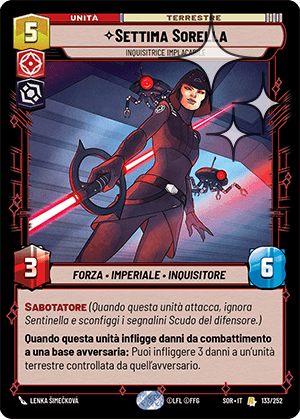 5
UNITÀ
TERRESTRE
SETTIMA SORELLA
INQUISITRICE IMPLACABILE
3
6
FORZA • IMPERIALE • INQUISITORE
SABOTATORE (Quando questa unità attacca, ignora
Sentinella e sconfiggi i segnalini Scudo del difensore.)
Quando questa unità infligge danni da combattimento
a una base avversaria: Puoi infliggere 3 danni a un'unità
terrestre controllata da quell'avversario.
LENKA ŠIMEČKOVÁ
©LFL ©FFG
SOR • IT
R
133/252